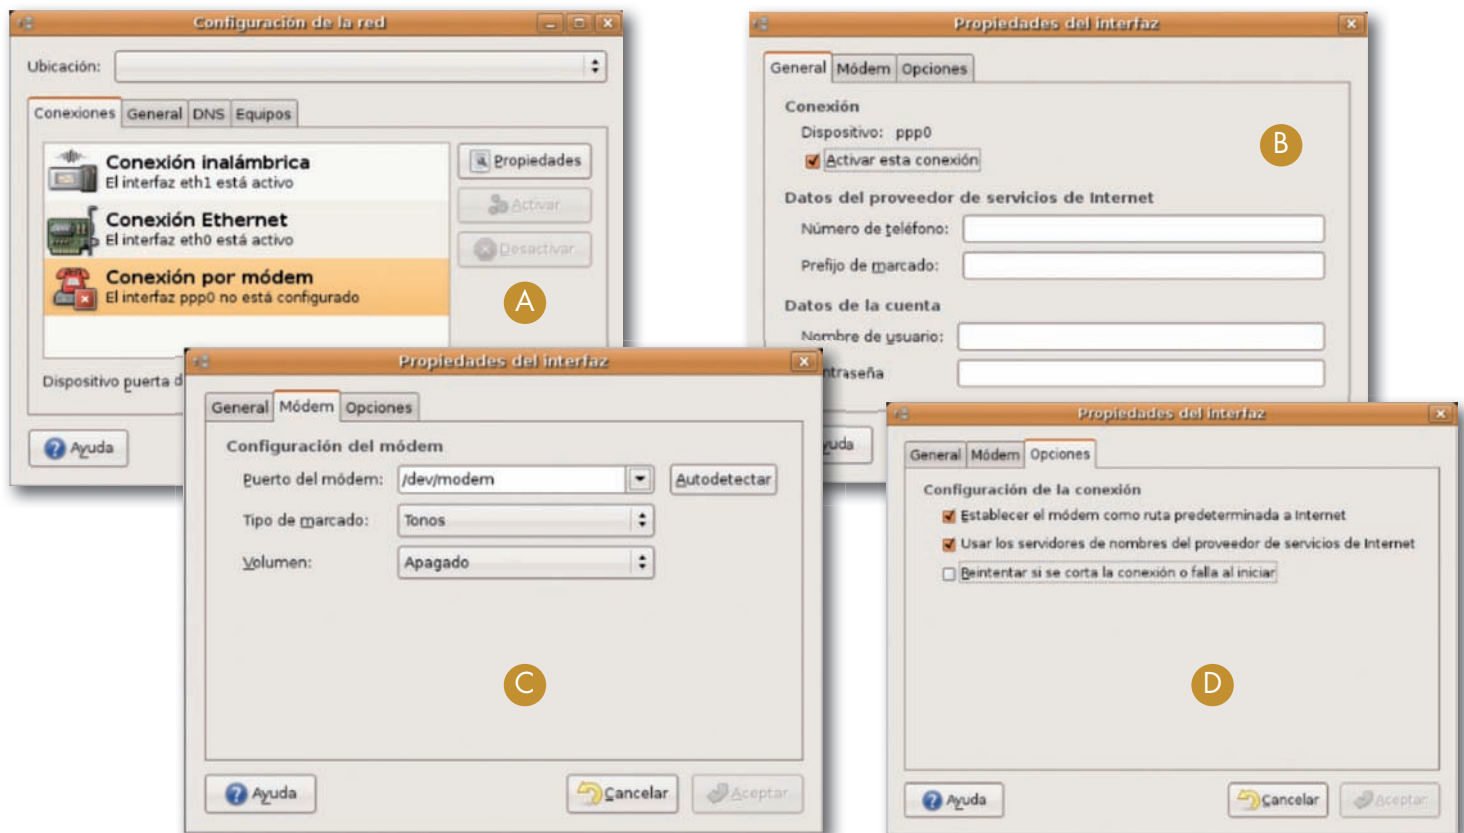 Configuración de la red
Ubicación:
Conexiones General DNS Equipos
Conexión inalámbrica
El interfaz eth1 está activo
Conexión Ethernet
El interfaz eth0 está activo
Conexión por módem
El interfaz ppp0 no está configurado
Propiedades
Activar
Desactivar
A
Dispositivo puerta d
Ayuda
Propiedades del interfaz
General Módem Opciones
Conexión
Dispositivo: ppp0
Activar esta conexión
B
Datos del proveedor de servicios de Internet
Número de teléfono:
Prefijo de marcado:
Datos de la cuenta
Nombre de usuario:
ntraseña
yuda
Propiedades del interfaz
General Módem Opciones
Configuración del módem
Puerto del módem: /dev/modem Autodetectar
Tipo de marcado: Tonos
Volumen: Apagado
C
Ayuda Cancelar Aceptar
Propiedades del interfaz
General Módem Opciones
Configuración de la conexión
Establecer el módem como ruta predeterminada a Internet
Usar los servidores de nombres del proveedor de servicios de Internet
Reintentar si se corta la conexión o falla al iniciar
D
Ayuda Cancelar Aceptar